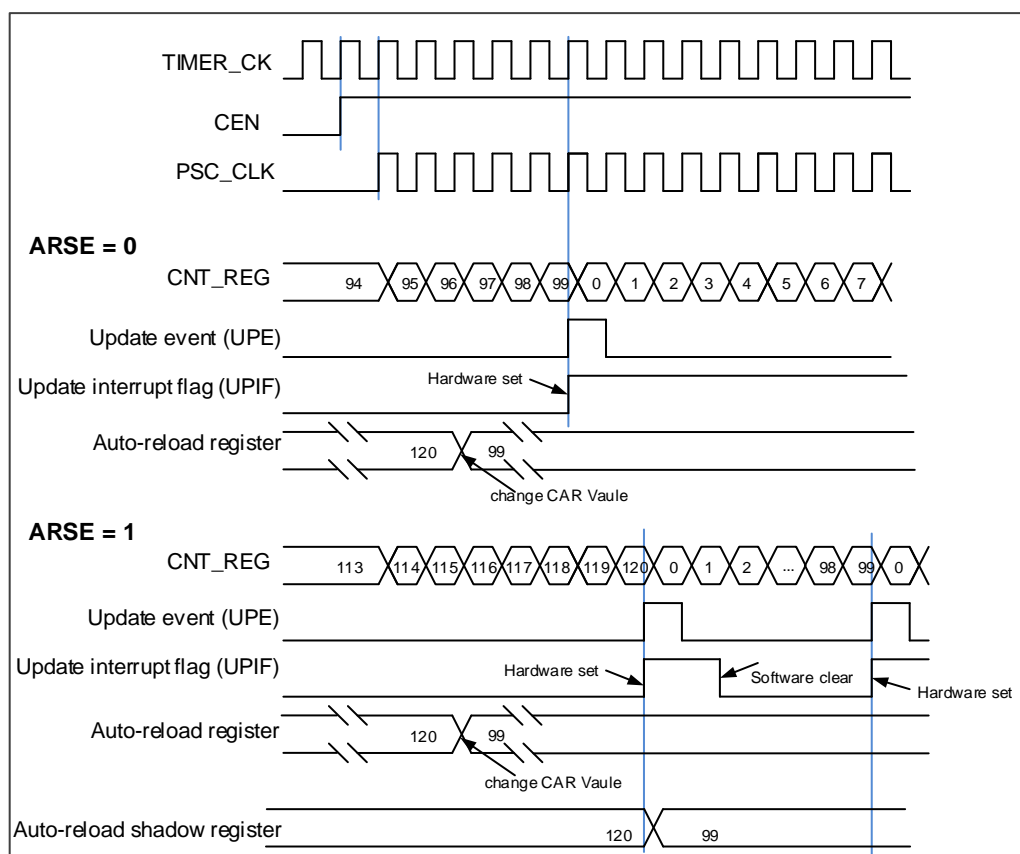 TIMER_CK
CEN
PSC_CLK
ARSE = 0
CNT_REG 94 95 96 97 98 99 0 1 2 3 4 5 6 7
Update event (UPE)
Update interrupt flag (UPIF) Hardware set
Auto-reload register 120 99
change CAR Vaule
ARSE = 1
CNT_REG 113 114 115 116 117 118 119 120 0 1 2 ... 98 99 0
Update event (UPE)
Update interrupt flag (UPIF) Hardware set Software clear Hardware set
Auto-reload register 120 99
change CAR Vaule
Auto-reload shadow register 120 99